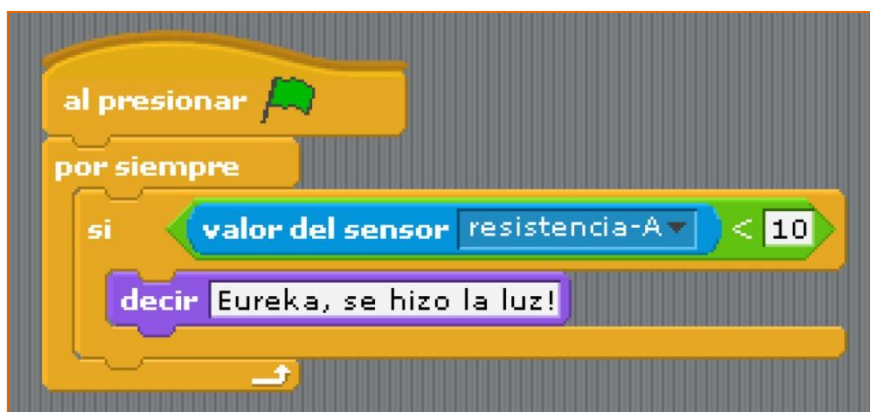 al presionar
por siempre
si valor del sensor resistencia-A < 10
decir Eureka, se hizo la luz!